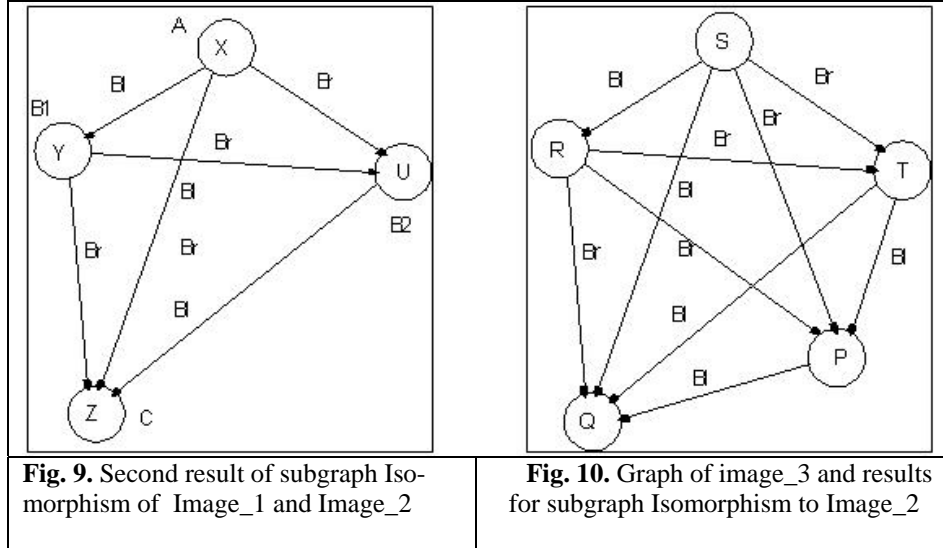 A
X
Bl
Br
B1
Y
Br
U
Bl
B2
Br
Br
Bl
Z
C
S
Bl
Br
Br
R
Br
T
Bl
Br
Br
Bl
Bl
P
Bl
Q
Fig. 9. Second result of subgraph Iso-
morphism of Image_1 and Image_2
Fig. 10. Graph of image_3 and results
for subgraph Isomorphism to Image_2